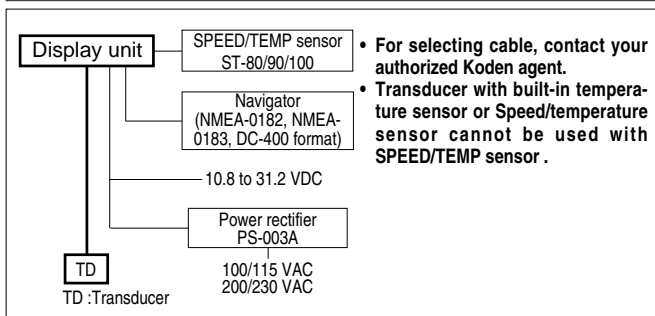 Display unit
SPEED/TEMP sensor
ST-80/90/100
Navigator
(NMEA-0182, NMEA-
0183, DC-400 format)
10.8 to 31.2 VDC
Power rectifier
PS-003A
100/115 VAC
200/230 VAC
TD
TD :Transducer
• For selecting cable, contact your
authorized Koden agent.
• Transducer with built-in tempera-
ture sensor or Speed/temperature
sensor cannot be used with
SPEED/TEMP sensor .